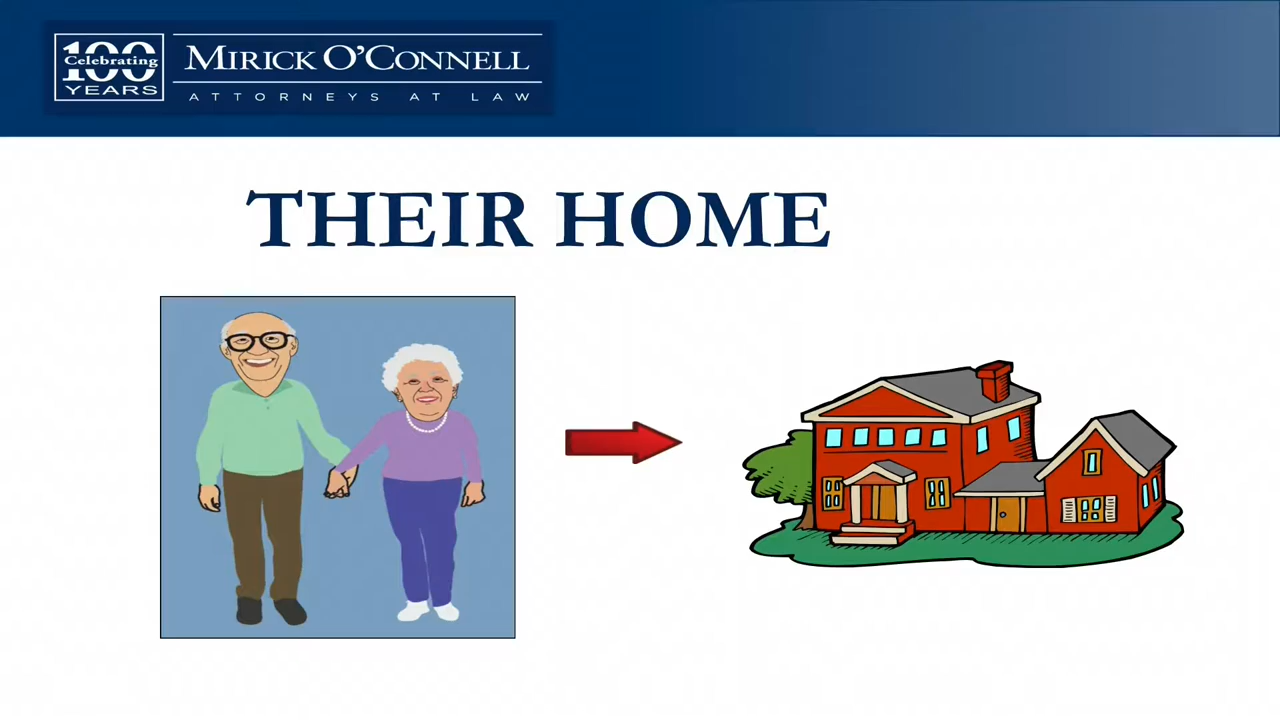 100
Celebrating
YEARS
MIRICK O'CONNELL
ATTORNEYS AT LAW
THEIR HOME